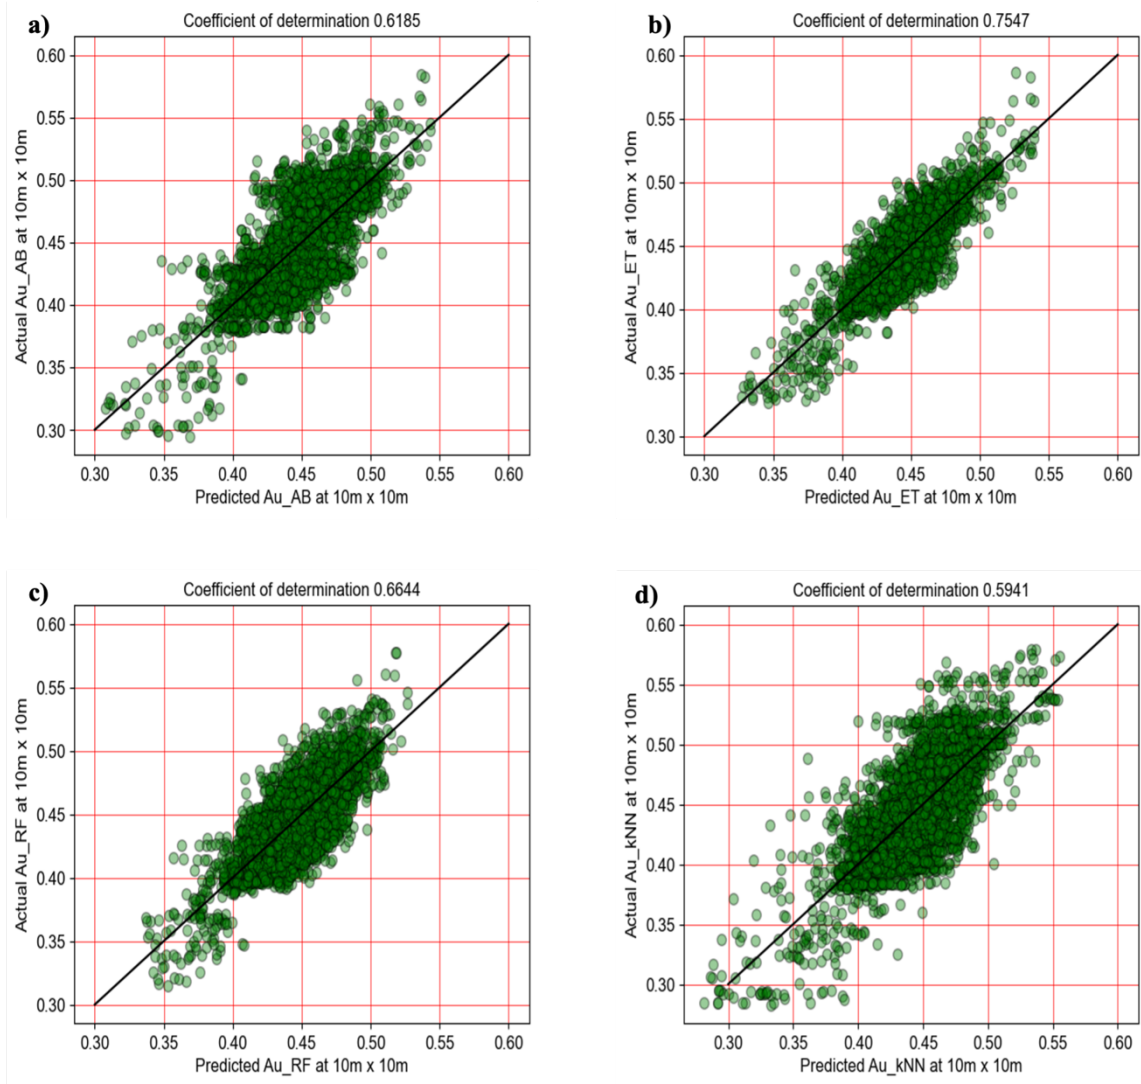 a)
Coefficient of determination 0.6185
0.60
0.55
0.50
0.45
0.40
0.35
0.30
Actual Au_AB at 10m x 10m
0.30 0.35 0.40 0.45 0.50 0.55 0.60
Predicted Au_AB at 10m x 10m
b)
Coefficient of determination 0.7547
0.60
0.55
0.50
0.45
0.40
0.35
0.30
Actual Au_ET at 10m x 10m
0.30 0.35 0.40 0.45 0.50 0.55 0.60
Predicted Au_ET at 10m x 10m
c)
Coefficient of determination 0.6644
0.60
0.55
0.50
0.45
0.40
0.35
0.30
Actual Au_RF at 10m x 10m
0.30 0.35 0.40 0.45 0.50 0.55 0.60
Predicted Au_RF at 10m x 10m
d)
Coefficient of determination 0.5941
0.60
0.55
0.50
0.45
0.40
0.35
0.30
Actual Au_kNN at 10m x 10m
0.30 0.35 0.40 0.45 0.50 0.55 0.60
Predicted Au_kNN at 10m x 10m